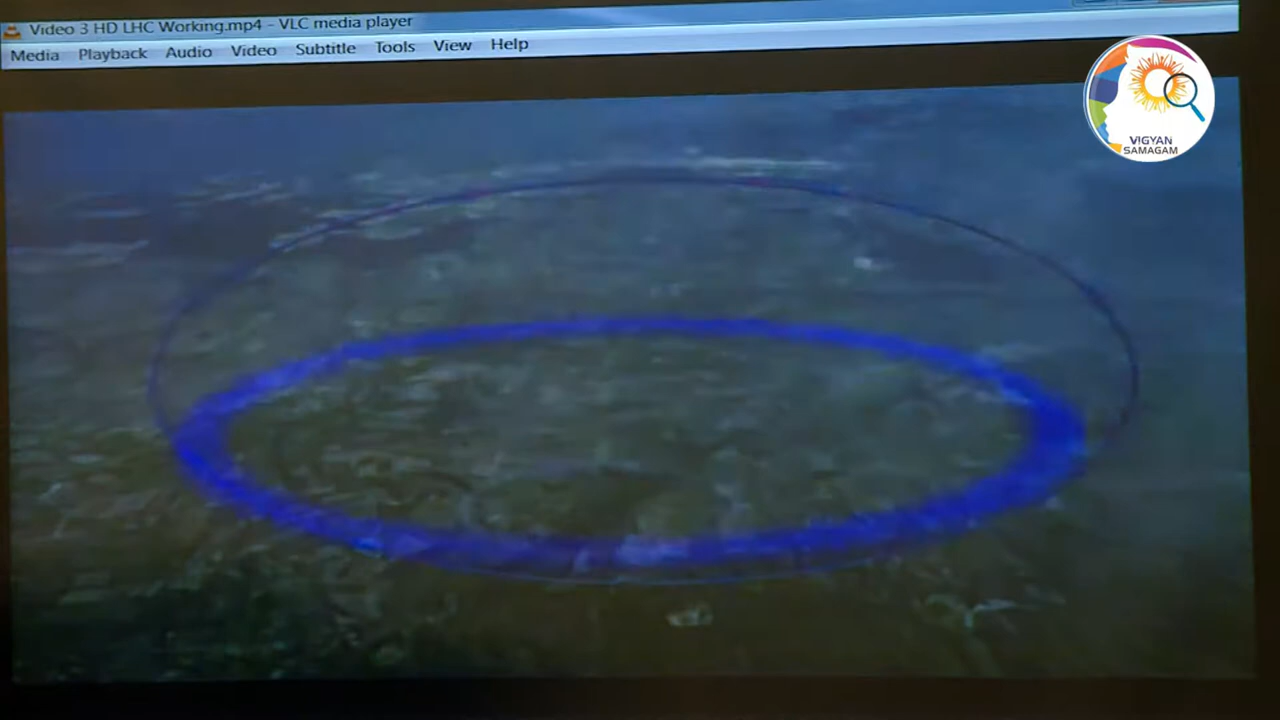 Video 3 HD LHC Working.mp4 - VLC media player
Media Playback Audio Video Subtitle Tools View Help
VIGYAN
SAMAGAM